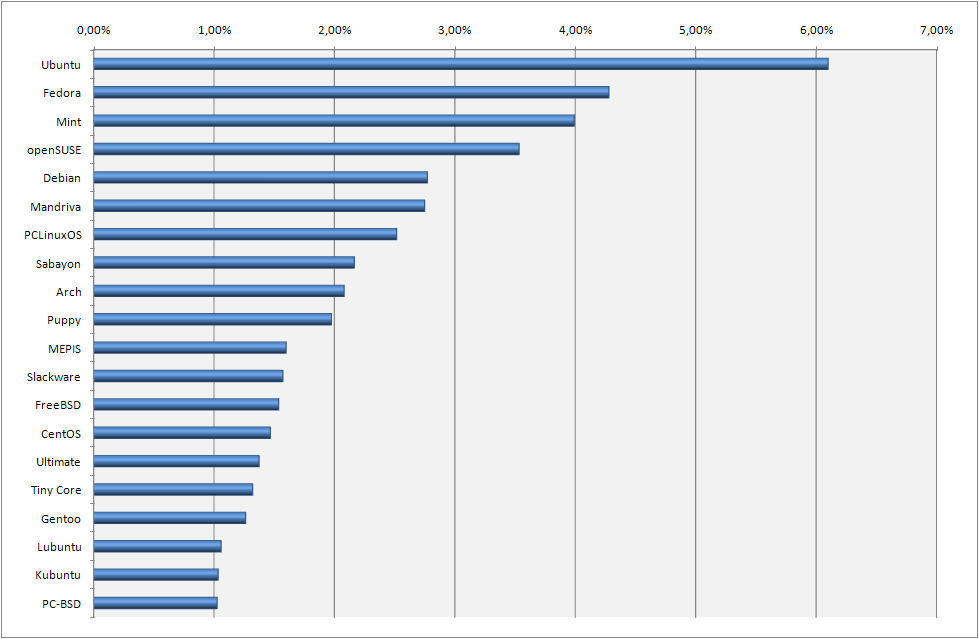 0,00% 1,00% 2,00% 3,00% 4,00% 5,00% 6,00% 7,00%
Ubuntu
Fedora
Mint
openSUSE
Debian
Mandriva
PCLinuxOS
Sabayon
Arch
Puppy
MEPIS
Slackware
FreeBSD
CentOS
Ultimate
Tiny Core
Gentoo
Lubuntu
Kubuntu
PC-BSD